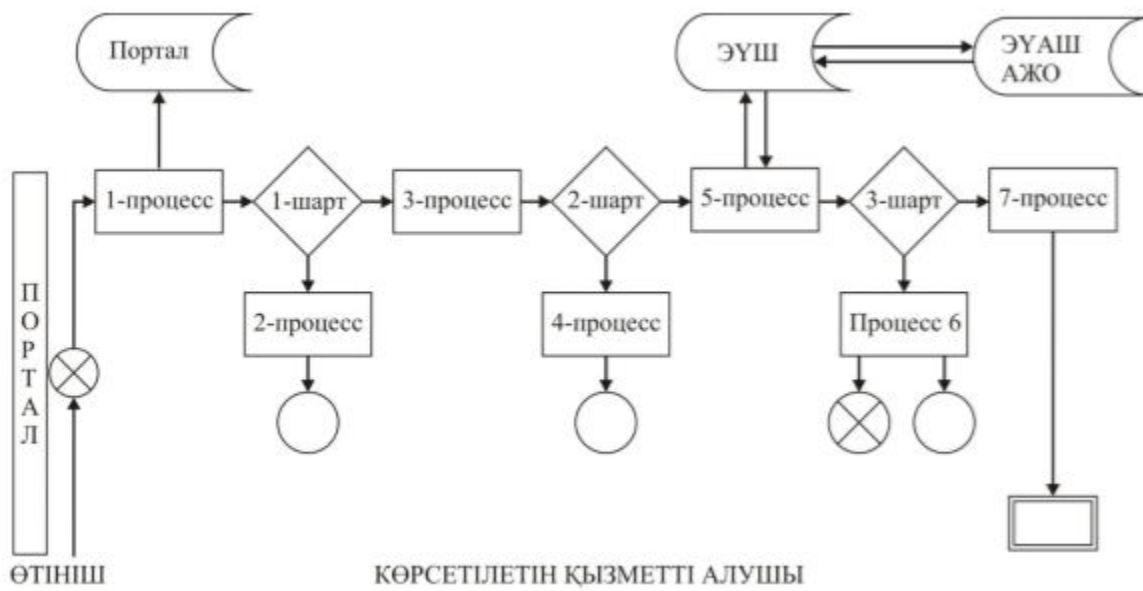 Портал
ЭҮШ
ЭҮАШ
АЖО
1-процесс
1-шарт
3-процесс
2-шарт
5-процесс
3-шарт
7-процесс
ПОРТАЛ
2-процесс
4-процесс
Процесс 6
ӨТІНІШ
КӨРСЕТІЛЕТІН ҚЫЗМЕТТІ АЛУШЫ